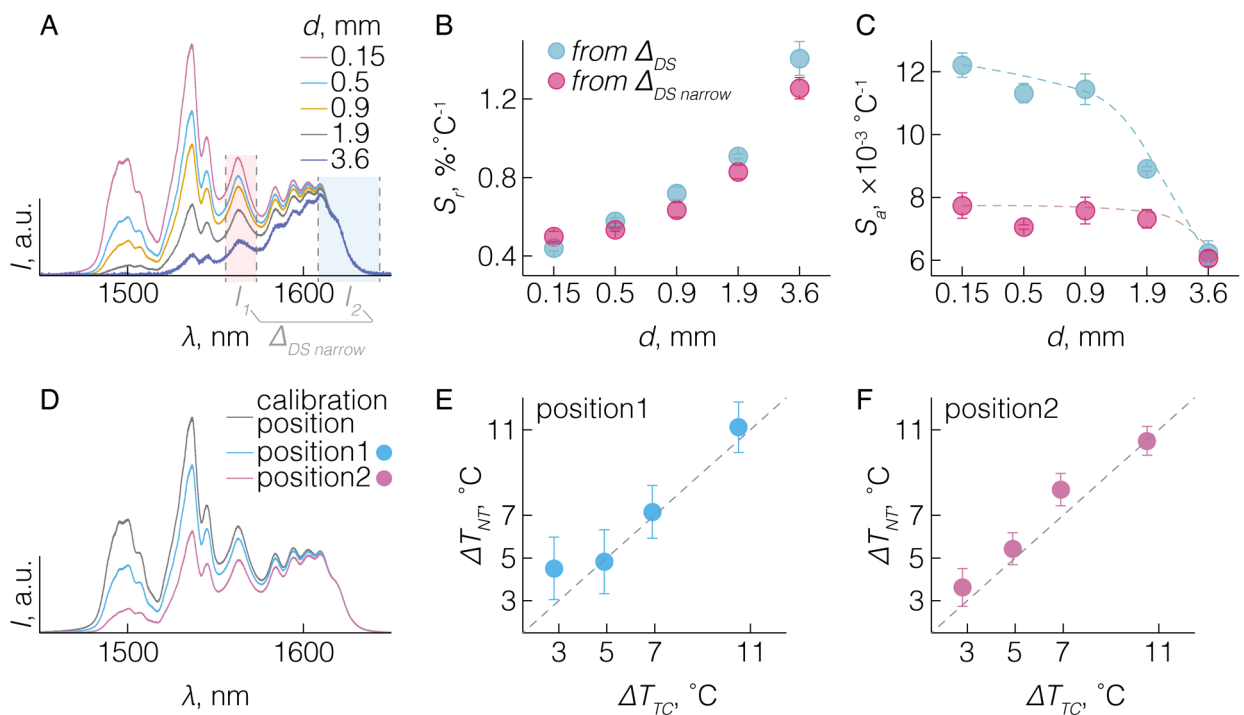 A
d, mm
0.15
0.5
0.9
1.9
3.6
I, a.u.
1500
1600
λ, nm
I1
I2
ΔDS narrow
B
from ΔDS
from ΔDS narrow
Sr, %·°C-1
1.2
0.8
0.4
0.15
0.5
0.9
1.9
3.6
d, mm
C
Sa, ×10-3 °C-1
12
10
8
6
0.15
0.5
0.9
1.9
3.6
d, mm
D
calibration
position
position1
position2
I, a.u.
1500
1600
λ, nm
E
position1
ΔTNT, °C
11
7
5
3
3
5
7
11
ΔTTC, °C
F
position2
ΔTNT, °C
11
7
5
3
3
5
7
11
ΔTTC, °C